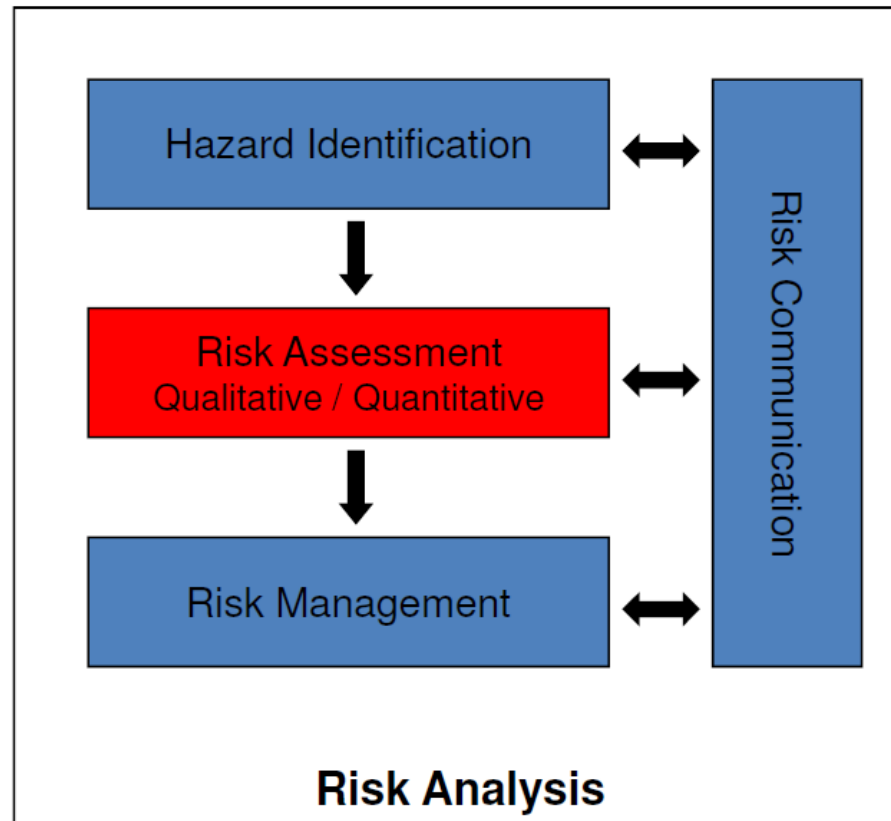 Hazard Identification
Risk Assessment
Qualitative / Quantitative
Risk Management
Risk Communication
Risk Analysis